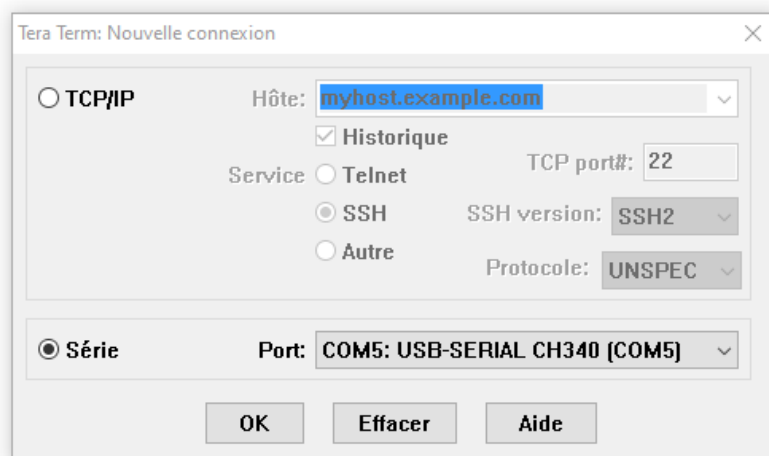 Tera Term: Nouvelle connexion
TCP/IP Hôte: myhost.example.com
Historique
Service Telnet TCP port#: 22
SSH SSH version: SSH2
Autre Protocole: UNSPEC
Série Port: COM5: USB-SERIAL CH340 (COM5)
OK Effacer Aide